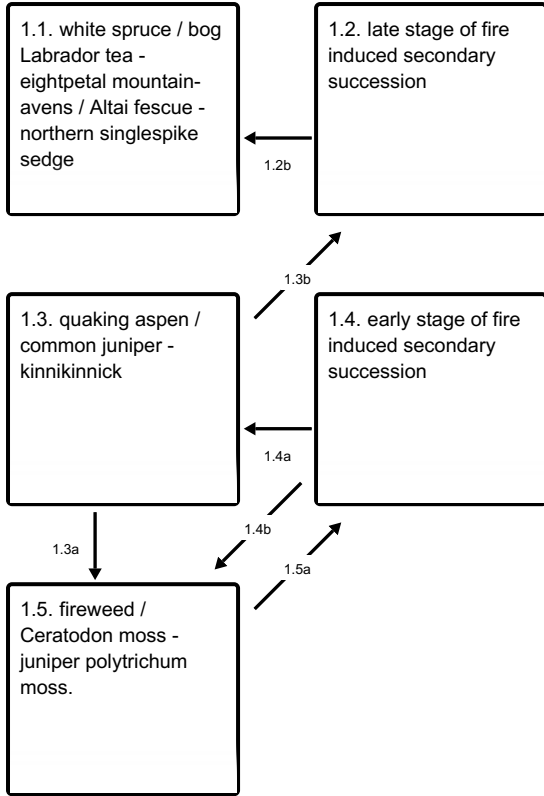 1.1. white spruce / bog
Labrador tea -
eightpetal mountain-
avens / Altai fescue -
northern singlespike
sedge
1.2. late stage of fire
induced secondary
succession
1.2b
1.3b
1.3. quaking aspen /
common juniper -
kinnikinnick
1.4. early stage of fire
induced secondary
succession
1.4a
1.4b
1.3a
1.5a
1.5. fireweed /
Ceratodon moss -
juniper polytrichum
moss.